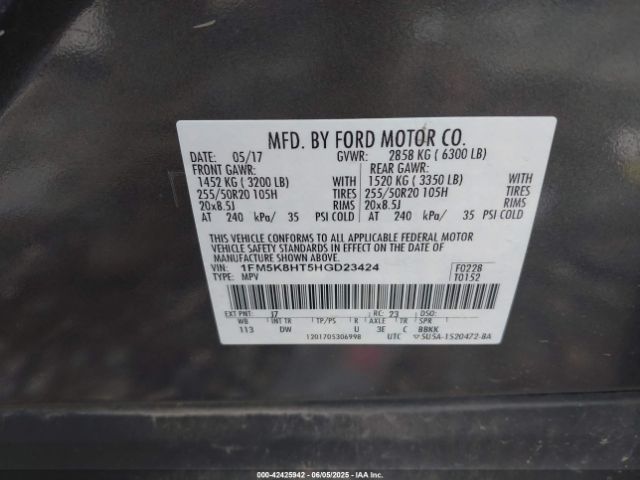 MFD. BY FORD MOTOR CO.
DATE: 05/17 GVWR: 2858 KG ( 6300 LB)
FRONT GAWR: REAR GAWR:
1452 KG ( 3200 LB) WITH 1520 KG ( 3350 LB) WITH
255/50R20 105H TIRES 255/50R20 105H TIRES
20x8.5J RIMS 20x8.5J RIMS
AT 240 kPa/ 35 PSI COLD AT 240 kPa/ 35 PSI COLD
THIS VEHICLE CONFORMS TO ALL APPLICABLE FEDERAL MOTOR
VEHICLE SAFETY STANDARDS IN EFFECT ON THE DATE OF
MANUFACTURE SHOWN ABOVE.
VIN: 1FM5K8HT5HGD23424 F0228
TYPE: MPV T0152
EXT PNT: J7 RC: 23 DSO:
WB INT TR TP/PS R AXLE TR SPR
113 DW U 3E C BBKK
1201705306998 UTC 5U5A-1520472-BA
000-42425942 - 06/05/2025 - IAA Inc.